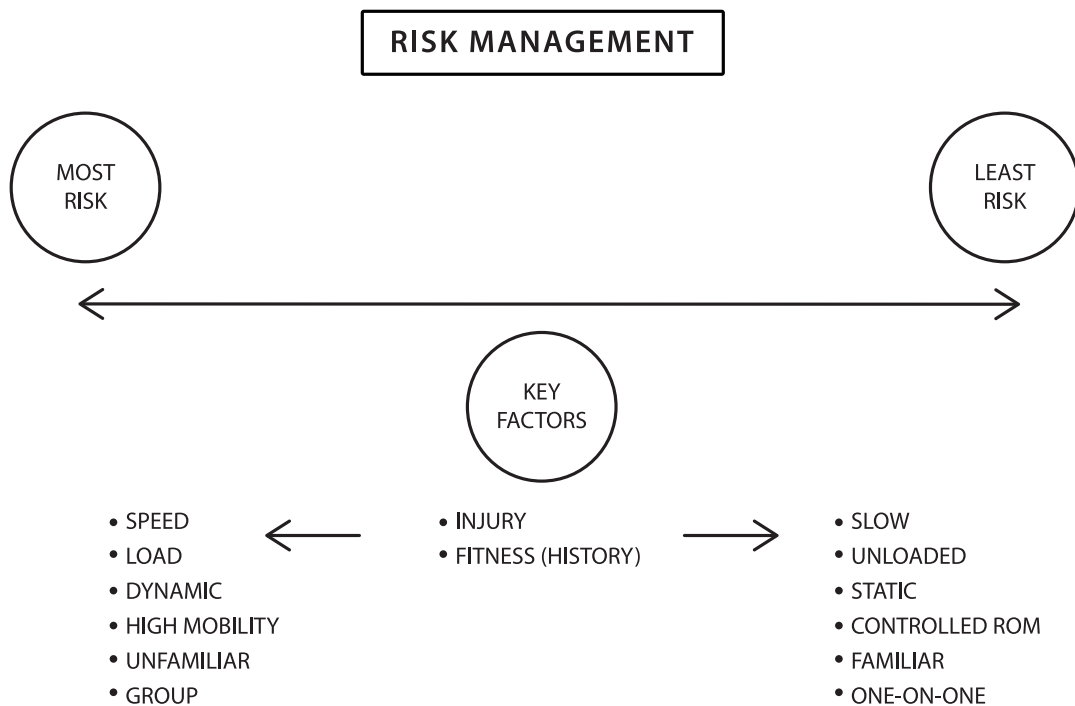 RISK MANAGEMENT
MOST
RISK
LEAST
RISK
KEY
FACTORS
• SPEED
• LOAD
• DYNAMIC
• HIGH MOBILITY
• UNFAMILIAR
• GROUP
• INJURY
• FITNESS (HISTORY)
• SLOW
• UNLOADED
• STATIC
• CONTROLLED ROM
• FAMILIAR
• ONE-ON-ONE